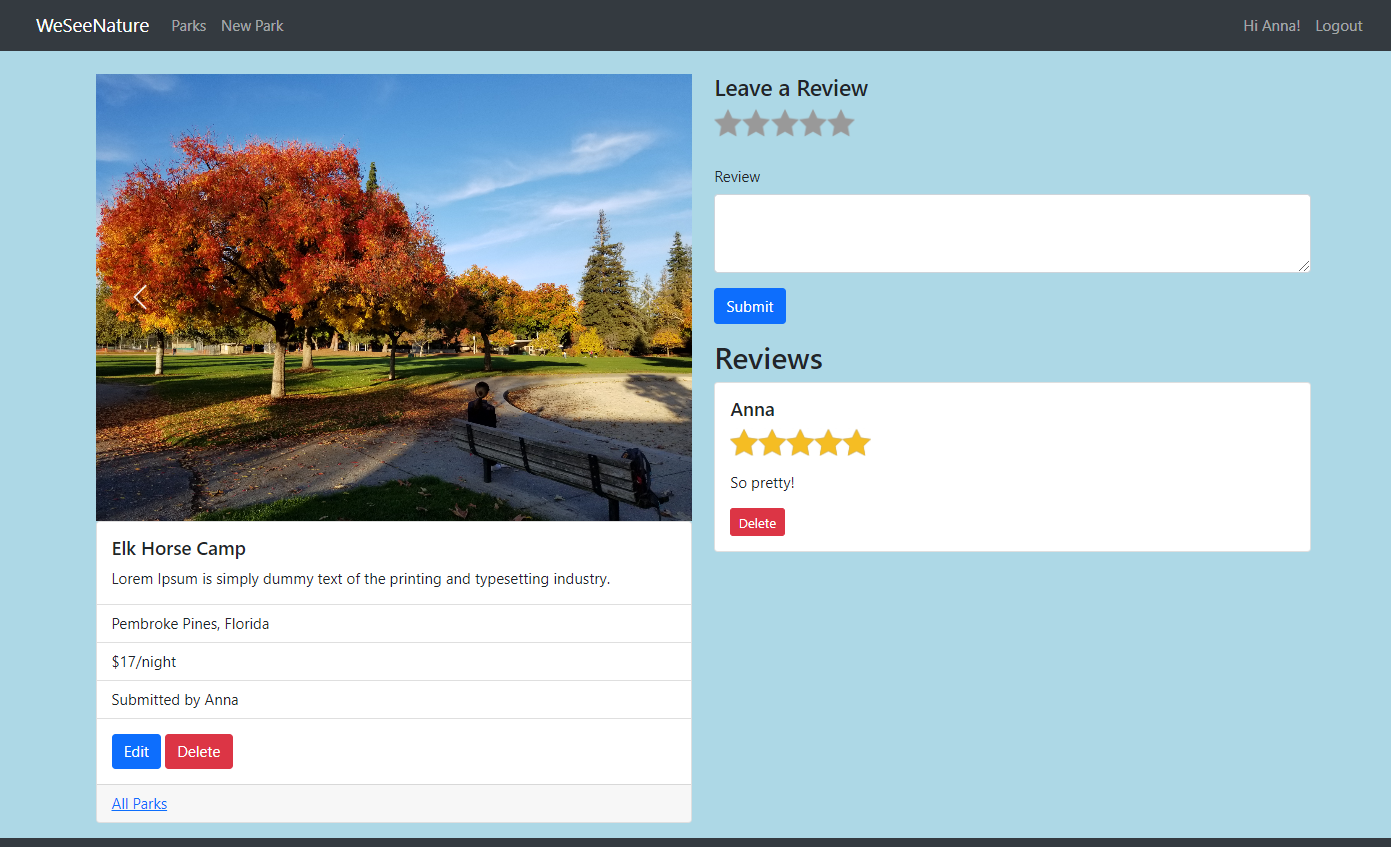 WeSeeNature Parks New Park Hi Anna! Logout
Elk Horse Camp
Lorem Ipsum is simply dummy text of the printing and typesetting industry.
Pembroke Pines, Florida
$17/night
Submitted by Anna
Edit Delete
All Parks
Leave a Review
Review
Submit
Reviews
Anna
So pretty!
Delete